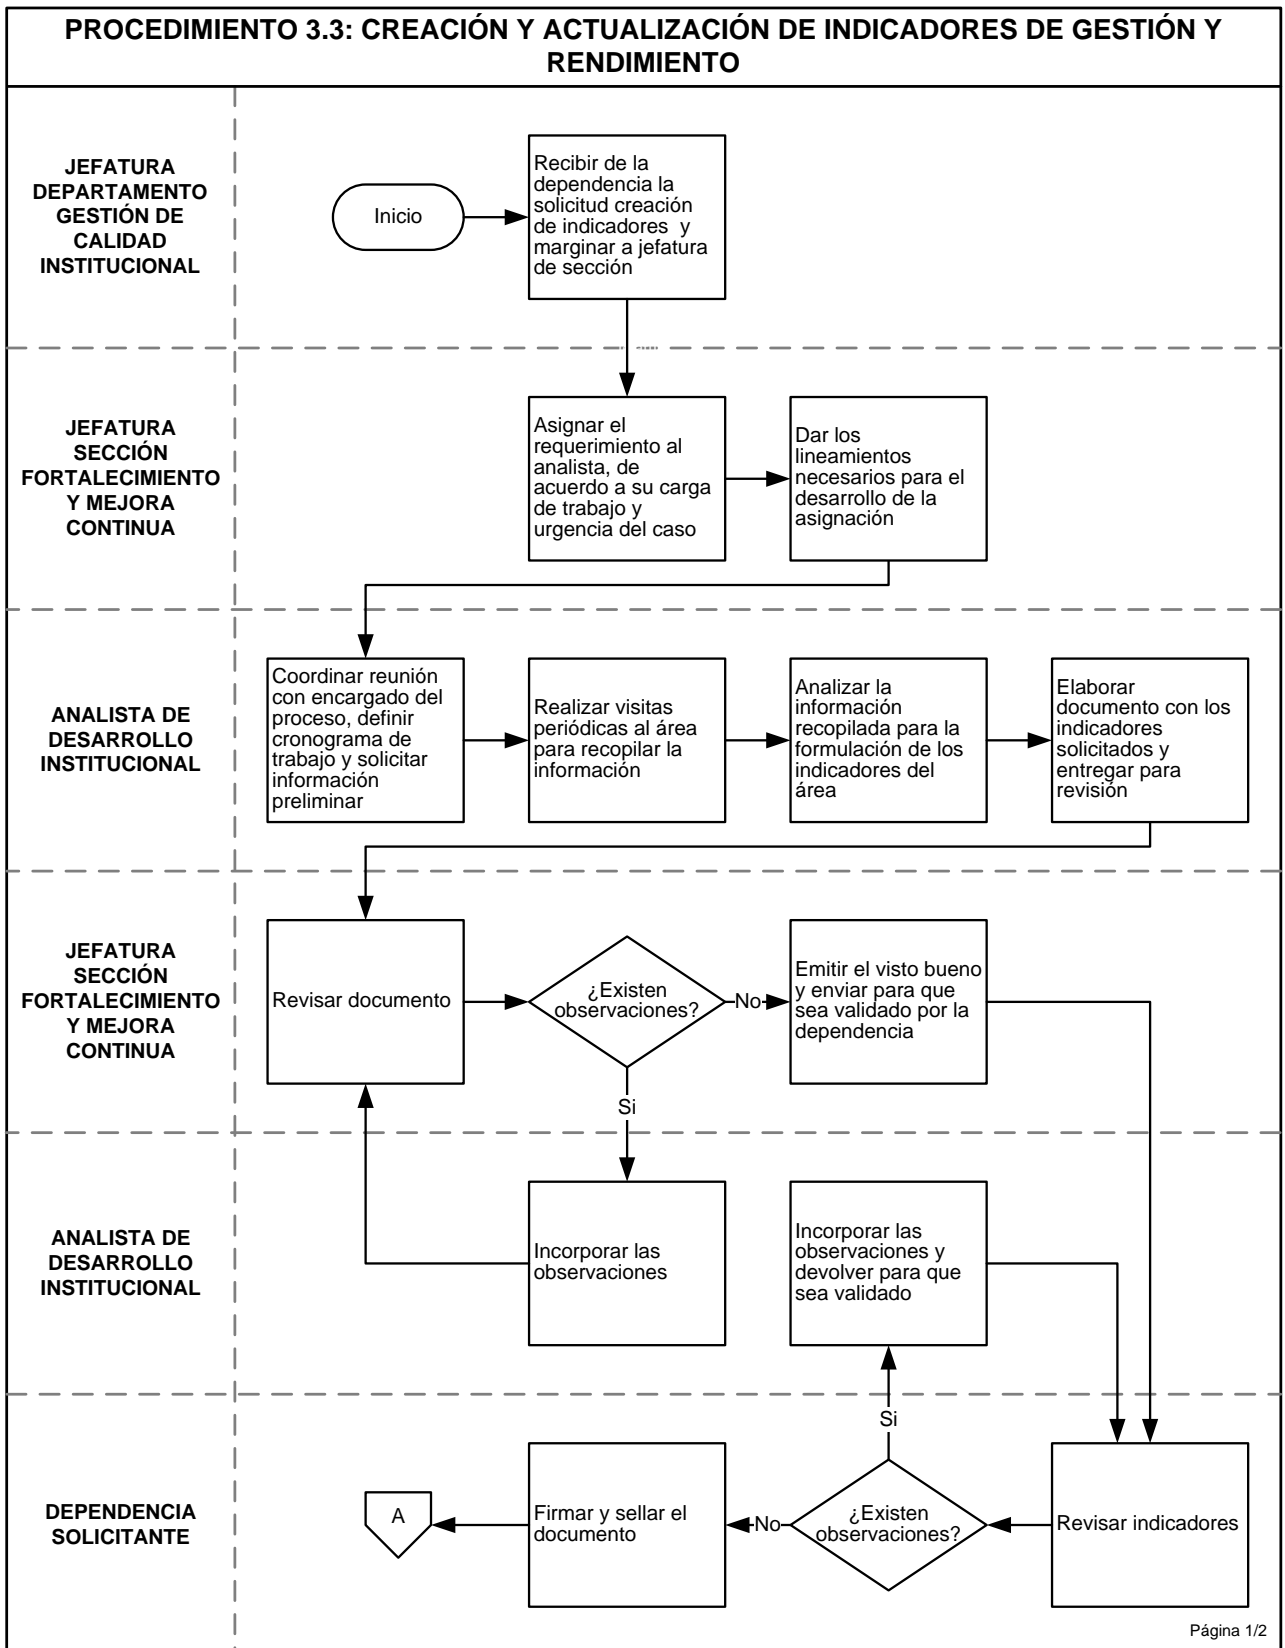 PROCEDIMIENTO 3.3: CREACIÓN Y ACTUALIZACIÓN DE INDICADORES DE GESTIÓN Y
RENDIMIENTO
JEFATURA
DEPARTAMENTO
GESTIÓN DE
CALIDAD
INSTITUCIONAL
Inicio
Recibir de la
dependencia la
solicitud creación
de indicadores y
marginar a jefatura
de sección
JEFATURA
SECCIÓN
FORTALECIMIENTO
Y MEJORA
CONTINUA
Asignar el
requerimiento al
analista, de
acuerdo a su carga
de trabajo y
urgencia del caso
Dar los
lineamientos
necesarios para el
desarrollo de la
asignación
ANALISTA DE
DESARROLLO
INSTITUCIONAL
Coordinar reunión
con encargado del
proceso, definir
cronograma de
trabajo y solicitar
información
preliminar
Realizar visitas
periódicas al área
para recopilar la
información
Analizar la
información
recopilada para la
formulación de los
indicadores del
área
Elaborar
documento con los
indicadores
solicitados y
entregar para
revisión
JEFATURA
SECCIÓN
FORTALECIMIENTO
Y MEJORA
CONTINUA
Revisar documento
¿Existen
observaciones?
No
Emitir el visto bueno
y enviar para que
sea validado por la
dependencia
Si
ANALISTA DE
DESARROLLO
INSTITUCIONAL
Incorporar las
observaciones
Incorporar las
observaciones y
devolver para que
sea validado
Si
DEPENDENCIA
SOLICITANTE
A
Firmar y sellar el
documento
No
¿Existen
observaciones?
Revisar indicadores
Página 1/2